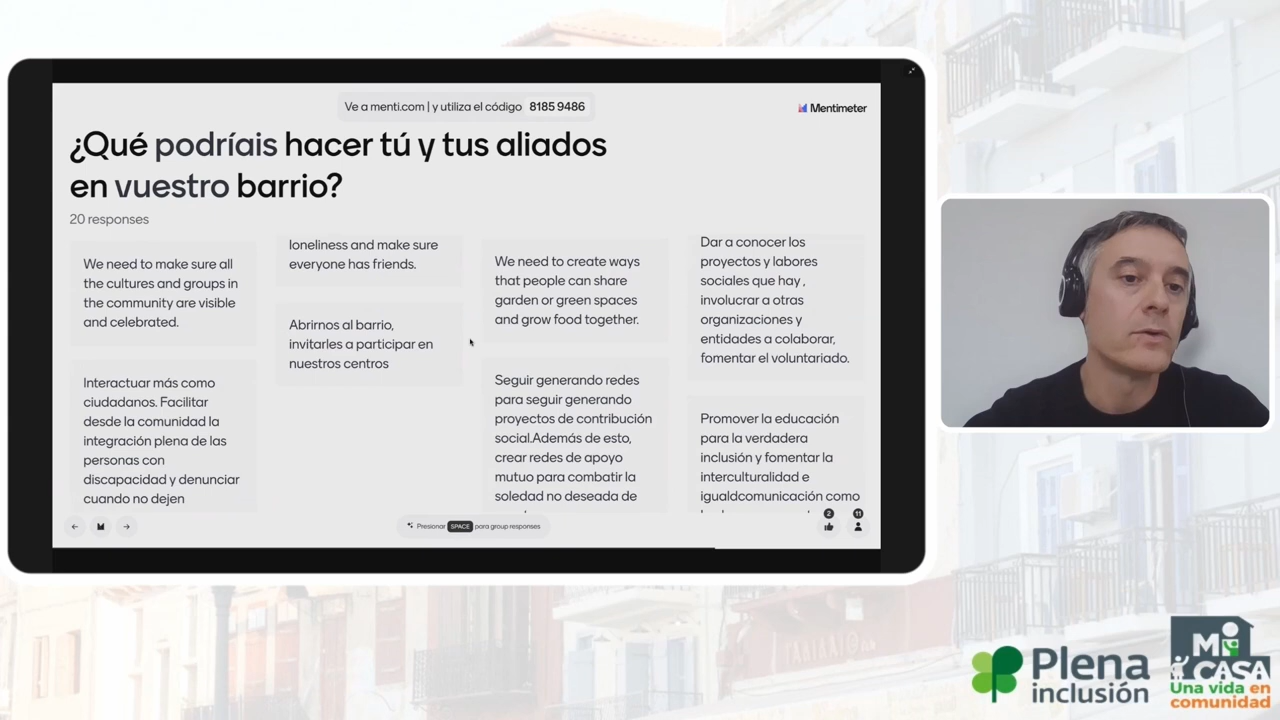 Ve a menti.com | y utiliza el código 8185 9486
Mentimeter
¿Qué podríais hacer tú y tus aliados
en vuestro barrio?
20 responses
We need to make sure all
the cultures and groups in
the community are visible
and celebrated.
Interactuar más como
ciudadanos. Facilitar
desde la comunidad la
integración plena de las
personas con
discapacidad y denunciar
cuando no dejen
loneliness and make sure
everyone has friends.
Abrirnos al barrio,
invitarles a participar en
nuestros centros
We need to create ways
that people can share
garden or green spaces
and grow food together.
Seguir generando redes
para seguir generando
proyectos de contribución
social.Además de esto,
crear redes de apoyo
mutuo para combatir la
soledad no deseada de
Dar a conocer los
proyectos y labores
sociales que hay ,
involucrar a otras
organizaciones y
entidades a colaborar,
fomentar el voluntariado.
Promover la educación
para la verdadera
inclusión y fomentar la
interculturalidad e
igualdcomunicación como
Presionar SPACE para group responses
2
11
Plena
inclusión
Mi
CASA
Una vida en
comunidad